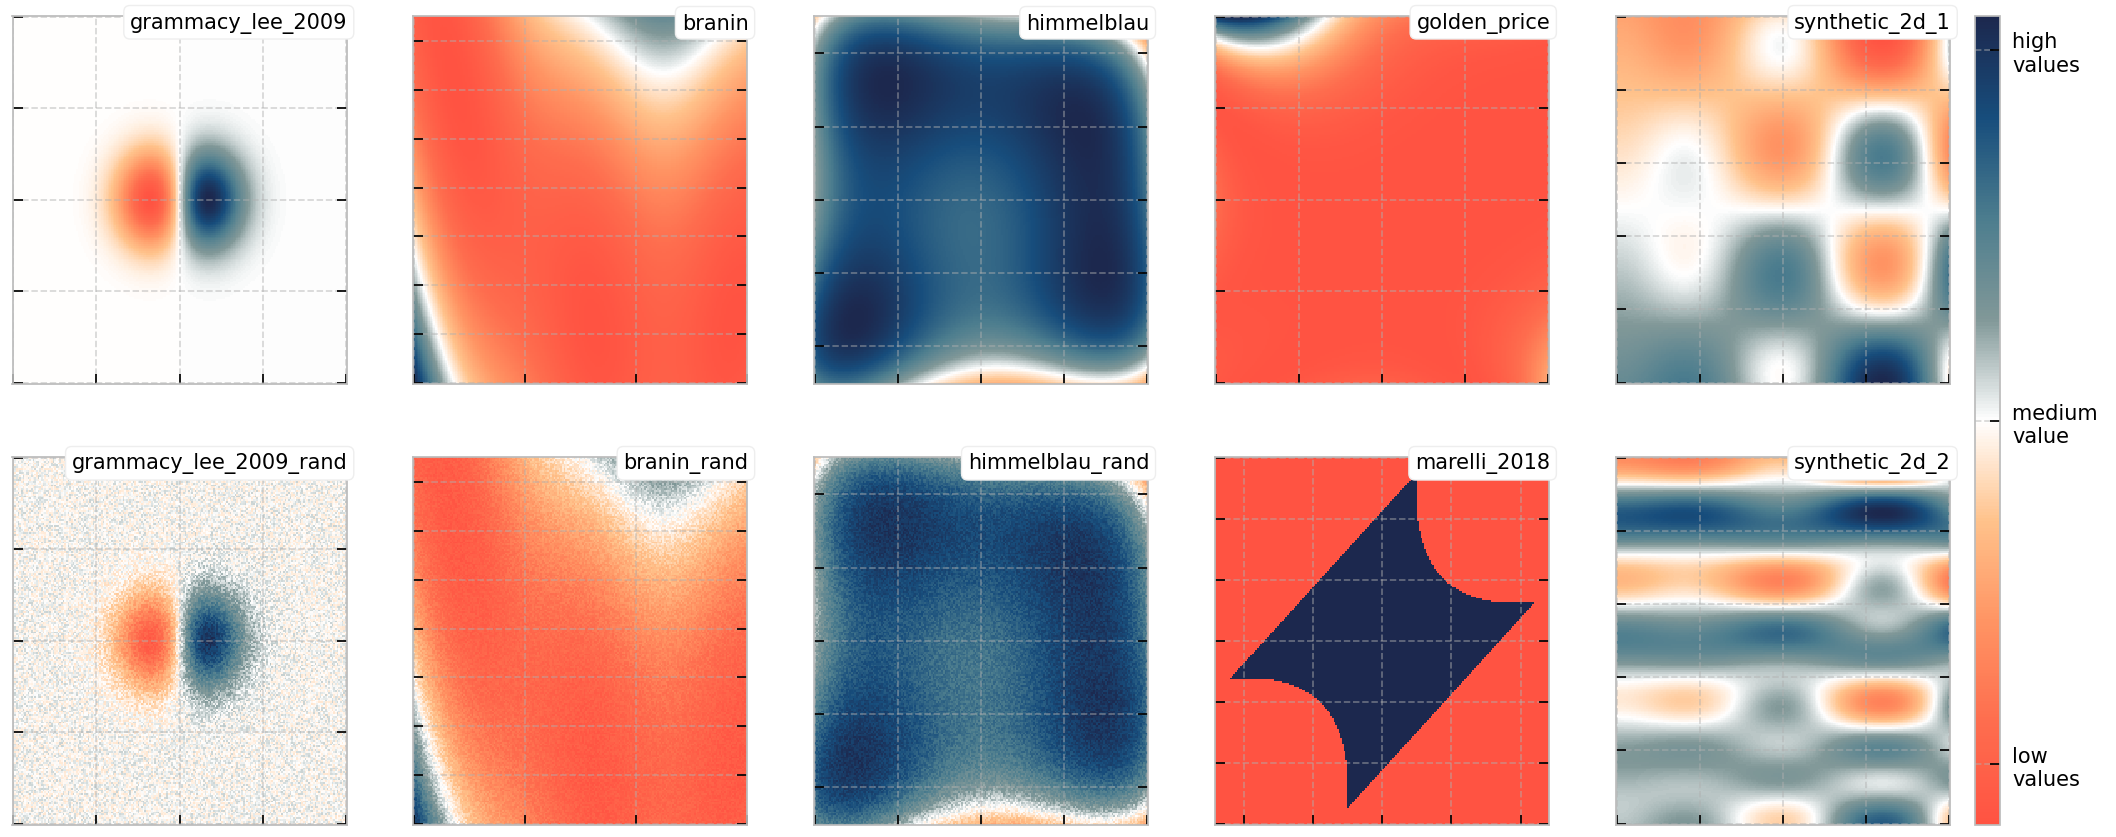 grammacy_lee_2009
branin
himmelblau
golden_price
synthetic_2d_1
high
values
medium
value
low
values
grammacy_lee_2009_rand
branin_rand
himmelblau_rand
marelli_2018
synthetic_2d_2